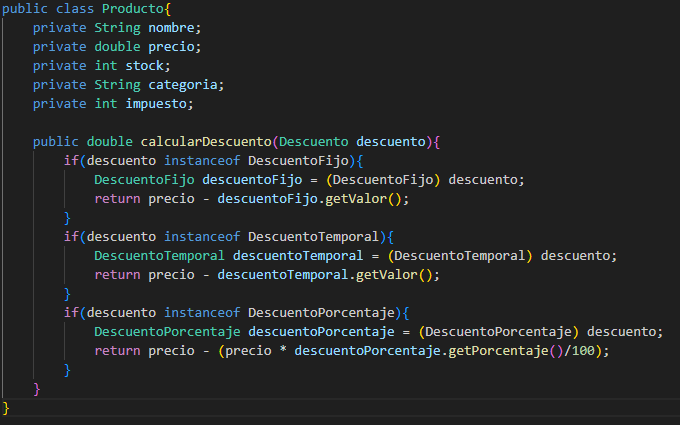 public class Producto{
    private String nombre;
    private double precio;
    private int stock;
    private String categoria;
    private int impuesto;

    public double calcularDescuento(Descuento descuento){
        if(descuento instanceof DescuentoFijo){
            DescuentoFijo descuentoFijo = (DescuentoFijo) descuento;
            return precio - descuentoFijo.getValor();
        }
        if(descuento instanceof DescuentoTemporal){
            DescuentoTemporal descuentoTemporal = (DescuentoTemporal) descuento;
            return precio - descuentoTemporal.getValor();
        }
        if(descuento instanceof DescuentoPorcentaje){
            DescuentoPorcentaje descuentoPorcentaje = (DescuentoPorcentaje) descuento;
            return precio - (precio * descuentoPorcentaje.getPorcentaje()/100);
        }
    }
}